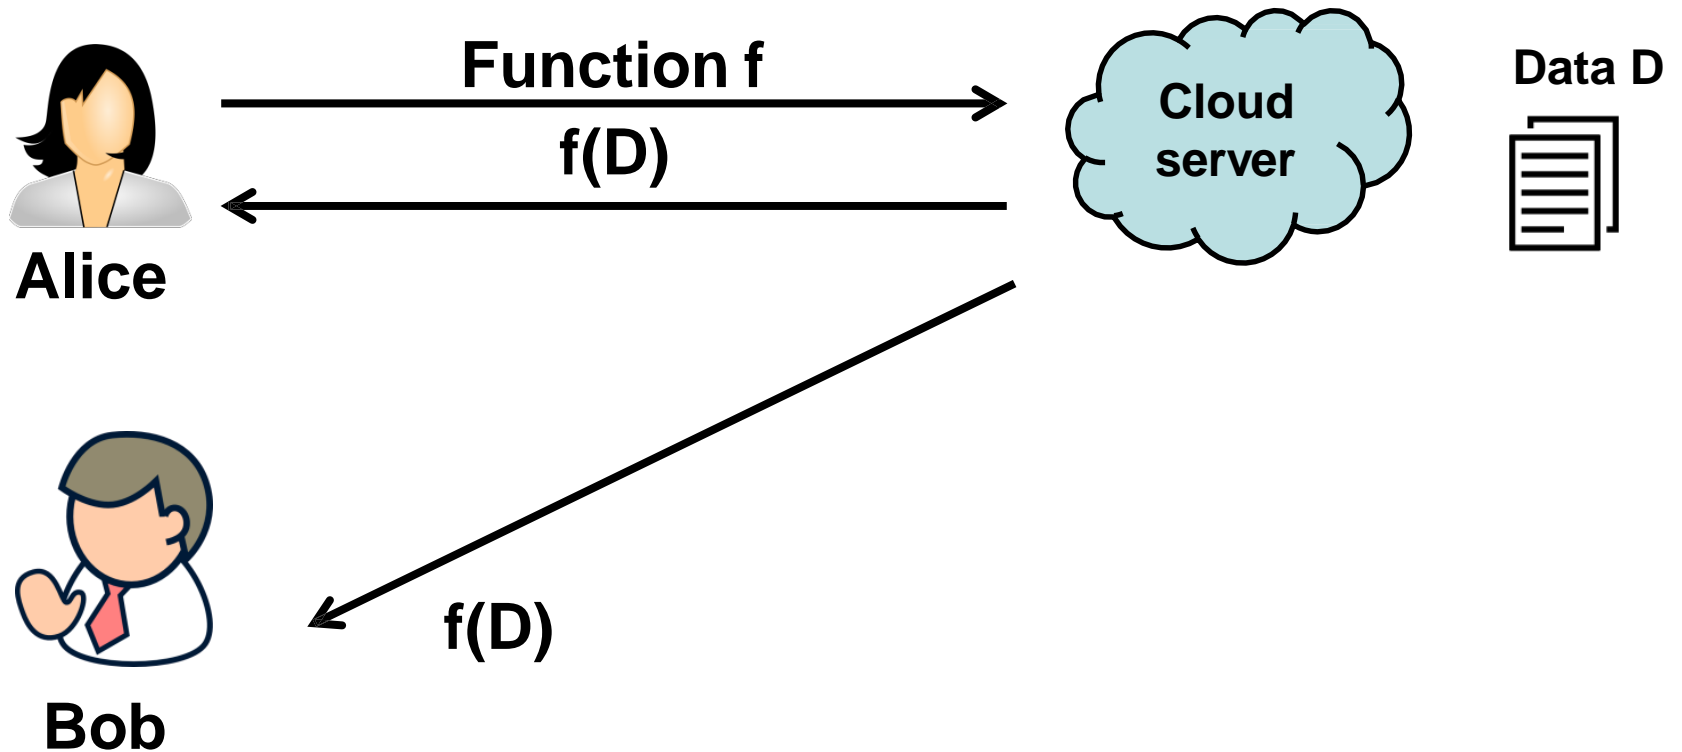 Function f
Data D
Cloud
server
f(D)
Alice
f(D)
Bob